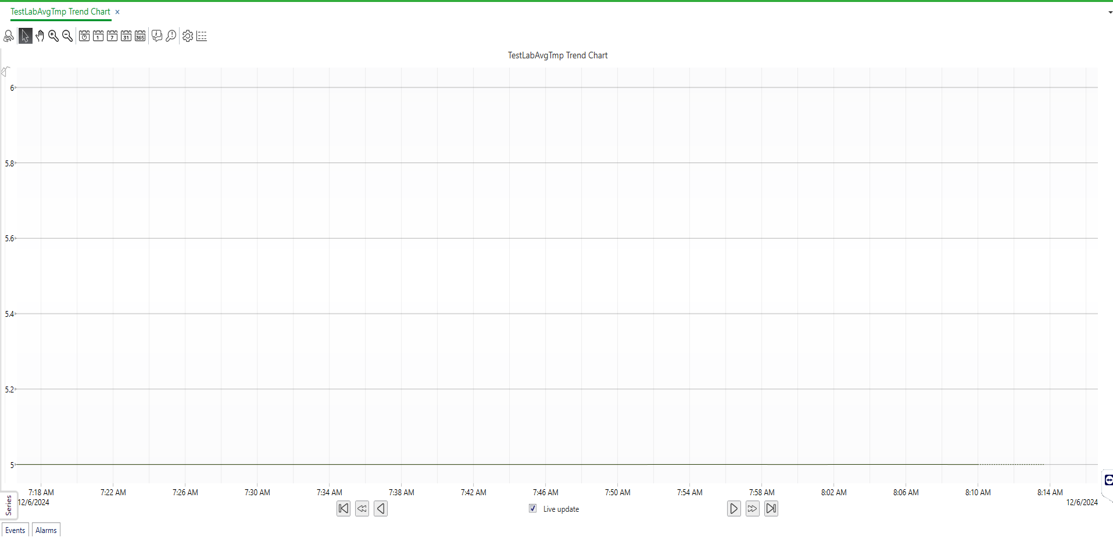 TestLabAvgTmp Trend Chart ×
TestLabAvgTmp Trend Chart
6
5.8
5.6
5.4
5.2
5
7:18 AM 7:22 AM 7:26 AM 7:30 AM 7:34 AM 7:38 AM 7:42 AM 7:46 AM 7:50 AM 7:54 AM 7:58 AM 8:02 AM 8:06 AM 8:10 AM 8:14 AM
12/6/2024 12/6/2024
Series
Live update
Events Alarms